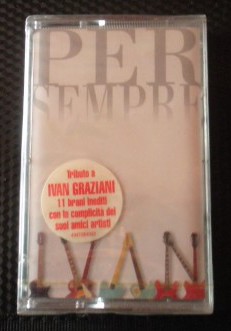 PER
SEMPRE
Tributo a
IVAN GRAZIANI
11 brani inediti
con la complicità dei
suoi amici artisti
IVAN